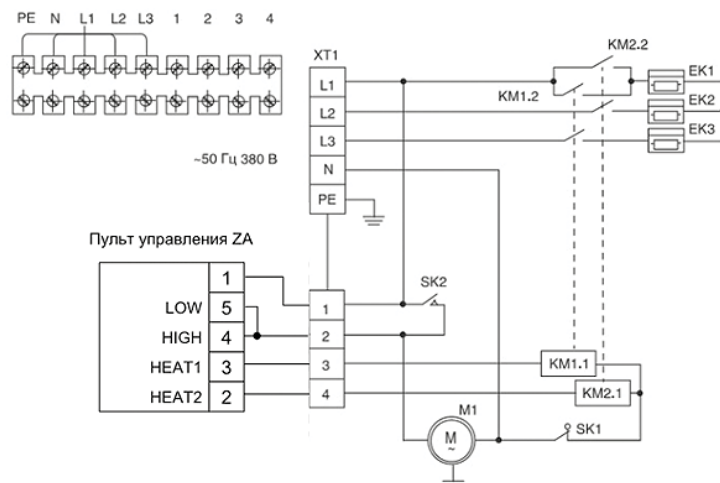 PE N L1 L2 L3 1 2 3 4
~50 Гц 380 В
XT1
L1
L2
L3
N
PE
KM2.2
KM1.2
EK1
EK2
EK3
Пульт управления ZA
1
LOW 5
HIGH 4
HEAT1 3
HEAT2 2
1
2
3
4
SK2
KM1.1
KM2.1
M1
M
~
SK1